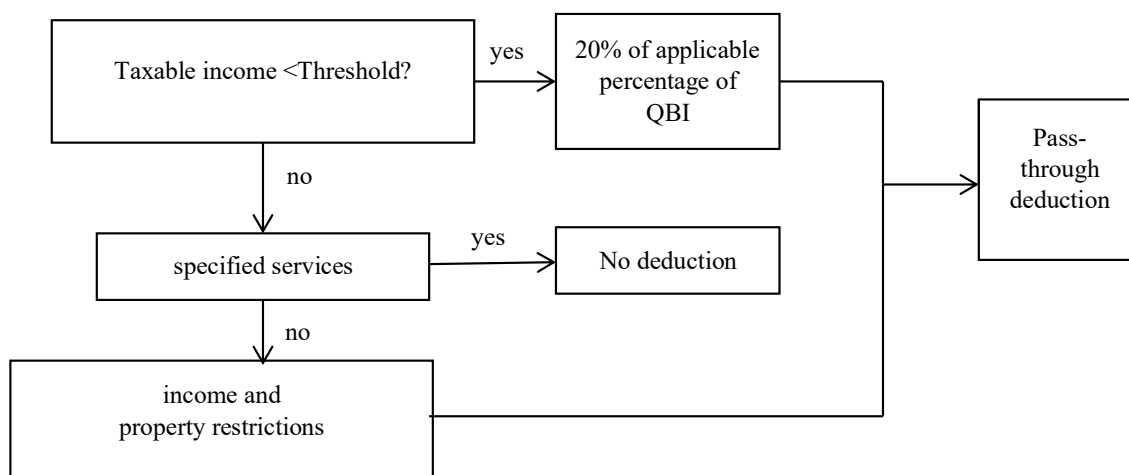 Taxable income <Threshold?
yes
20% of applicable
percentage of
QBI
Pass-
through
deduction
no
specified services
yes
No deduction
no
income and
property restrictions